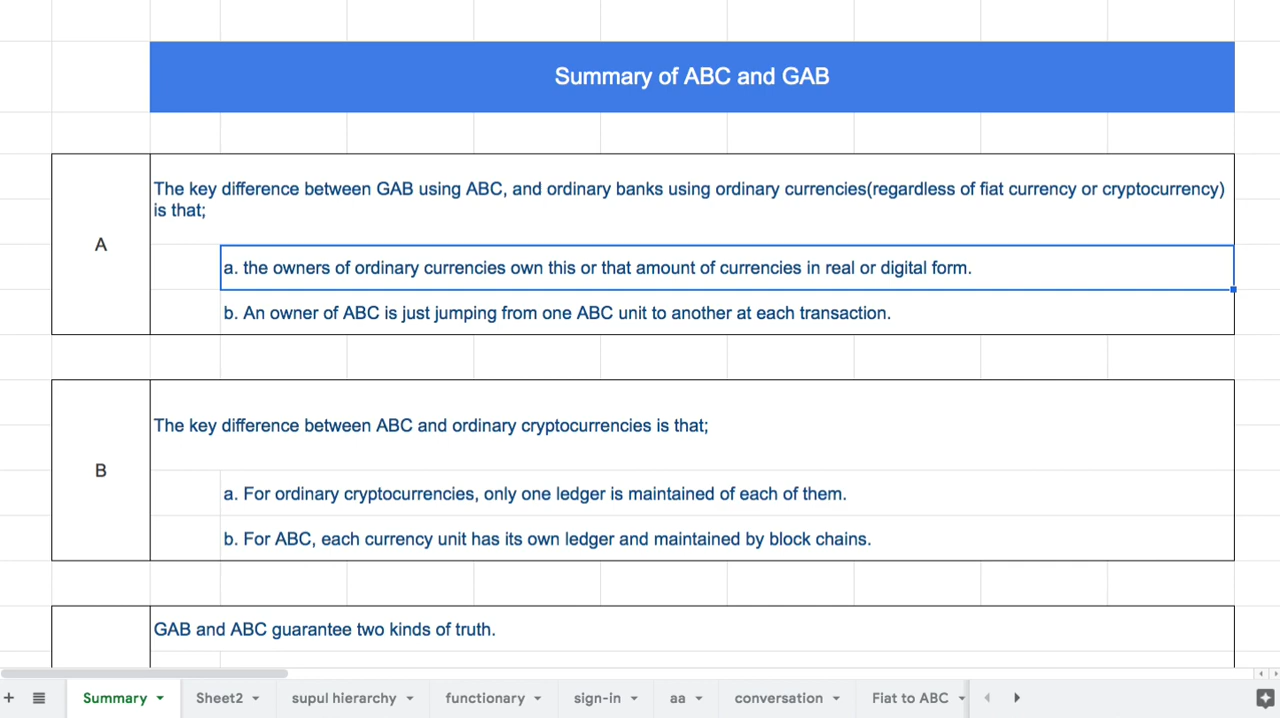 Summary of ABC and GAB
The key difference between GAB using ABC, and ordinary banks using ordinary currencies(regardless of fiat currency or cryptocurrency)
is that;
A
a. the owners of ordinary currencies own this or that amount of currencies in real or digital form.
b. An owner of ABC is just jumping from one ABC unit to another at each transaction.
The key difference between ABC and ordinary cryptocurrencies is that;
B
a. For ordinary cryptocurrencies, only one ledger is maintained of each of them.
b. For ABC, each currency unit has its own ledger and maintained by block chains.
GAB and ABC guarantee two kinds of truth.
+ Summary Sheet2 supul hierarchy functionary sign-in aa conversation Fiat to ABC